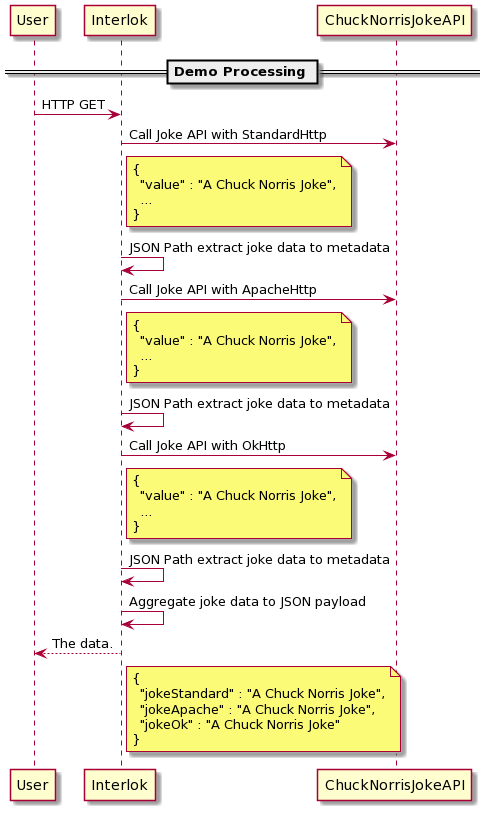 User Interlok ChuckNorrisJokeAPI
Demo Processing
HTTP GET
Call Joke API with StandardHttp
{
"value" : "A Chuck Norris Joke",
...
}
JSON Path extract joke data to metadata
Call Joke API with ApacheHttp
{
"value" : "A Chuck Norris Joke",
...
}
JSON Path extract joke data to metadata
Call Joke API with OkHttp
{
"value" : "A Chuck Norris Joke",
...
}
JSON Path extract joke data to metadata
Aggregate joke data to JSON payload
The data.
{
"jokeStandard" : "A Chuck Norris Joke",
"jokeApache" : "A Chuck Norris Joke",
"jokeOk" : "A Chuck Norris Joke"
}
User Interlok ChuckNorrisJokeAPI